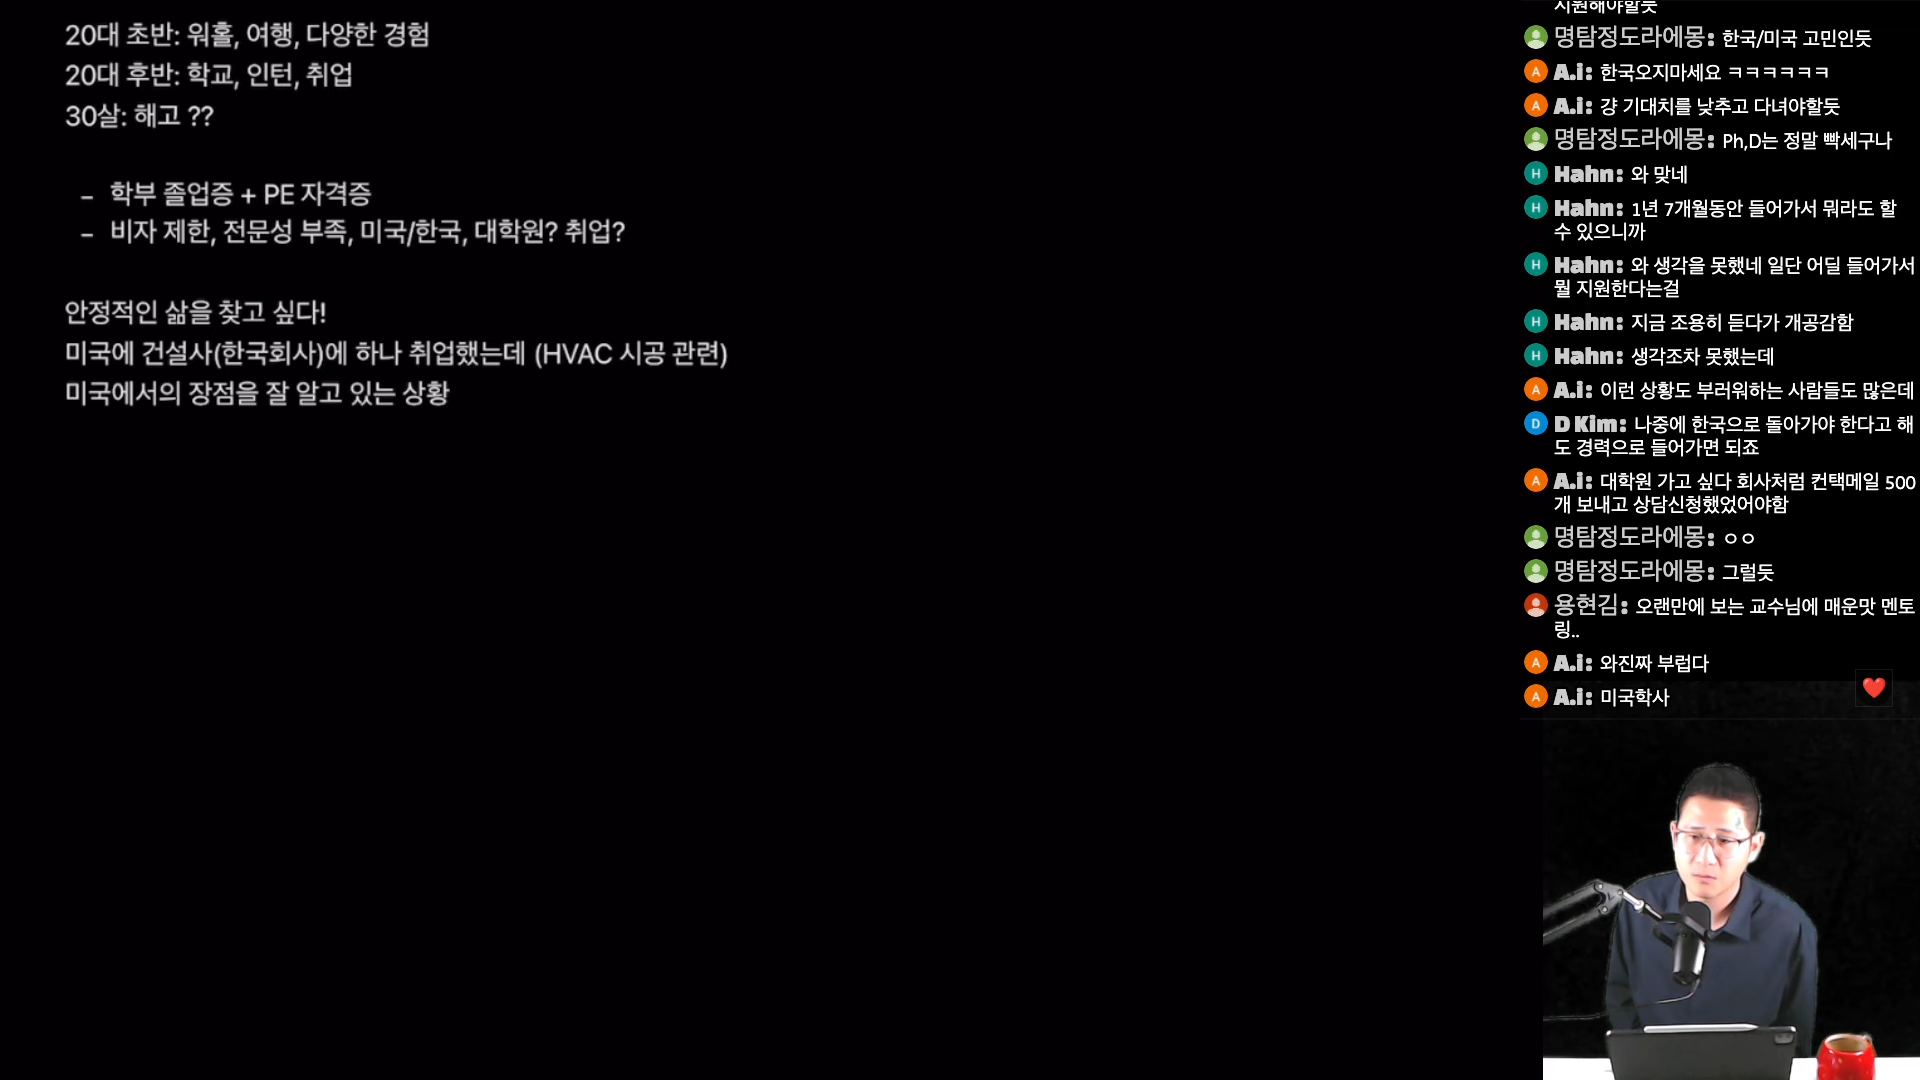 20대 초반: 워홀, 여행, 다양한 경험
20대 후반: 학교, 인턴, 취업
30살: 해고 ??
- 학부 졸업증 + PE 자격증
- 비자 제한, 전문성 부족, 미국/한국, 대학원? 취업?
안정적인 삶을 찾고 싶다!
미국에 건설사(한국회사)에 하나 취업했는데 (HVAC 시공 관련)
미국에서의 장점을 잘 알고 있는 상황
지원해야할듯
명탐정도라에몽: 한국/미국 고민인듯
A A.i: 한국오지마세요 ㅋㅋㅋㅋㅋㅋ
A A.i: 걍 기대치를 낮추고 다녀야할듯
명탐정도라에몽: Ph,D는 정말 빡세구나
H Hahn: 와 맞네
H Hahn: 1년 7개월동안 들어가서 뭐라도 할
수 있으니까
H Hahn: 와 생각을 못했네 일단 어딜 들어가서
뭘 지원한다는걸
H Hahn: 지금 조용히 듣다가 개공감함
H Hahn: 생각조차 못했는데
A A.i: 이런 상황도 부러워하는 사람들도 많은데
D D Kim: 나중에 한국으로 돌아가야 한다고 해
도 경력으로 들어가면 되죠
A A.i: 대학원 가고 싶다 회사처럼 컨택메일 500
개 보내고 상담신청했었어야함
명탐정도라에몽: ㅇㅇ
명탐정도라에몽: 그럴듯
용현김: 오랜만에 보는 교수님에 매운맛 멘토
링..
A A.i: 와진짜 부럽다
A A.i: 미국학사